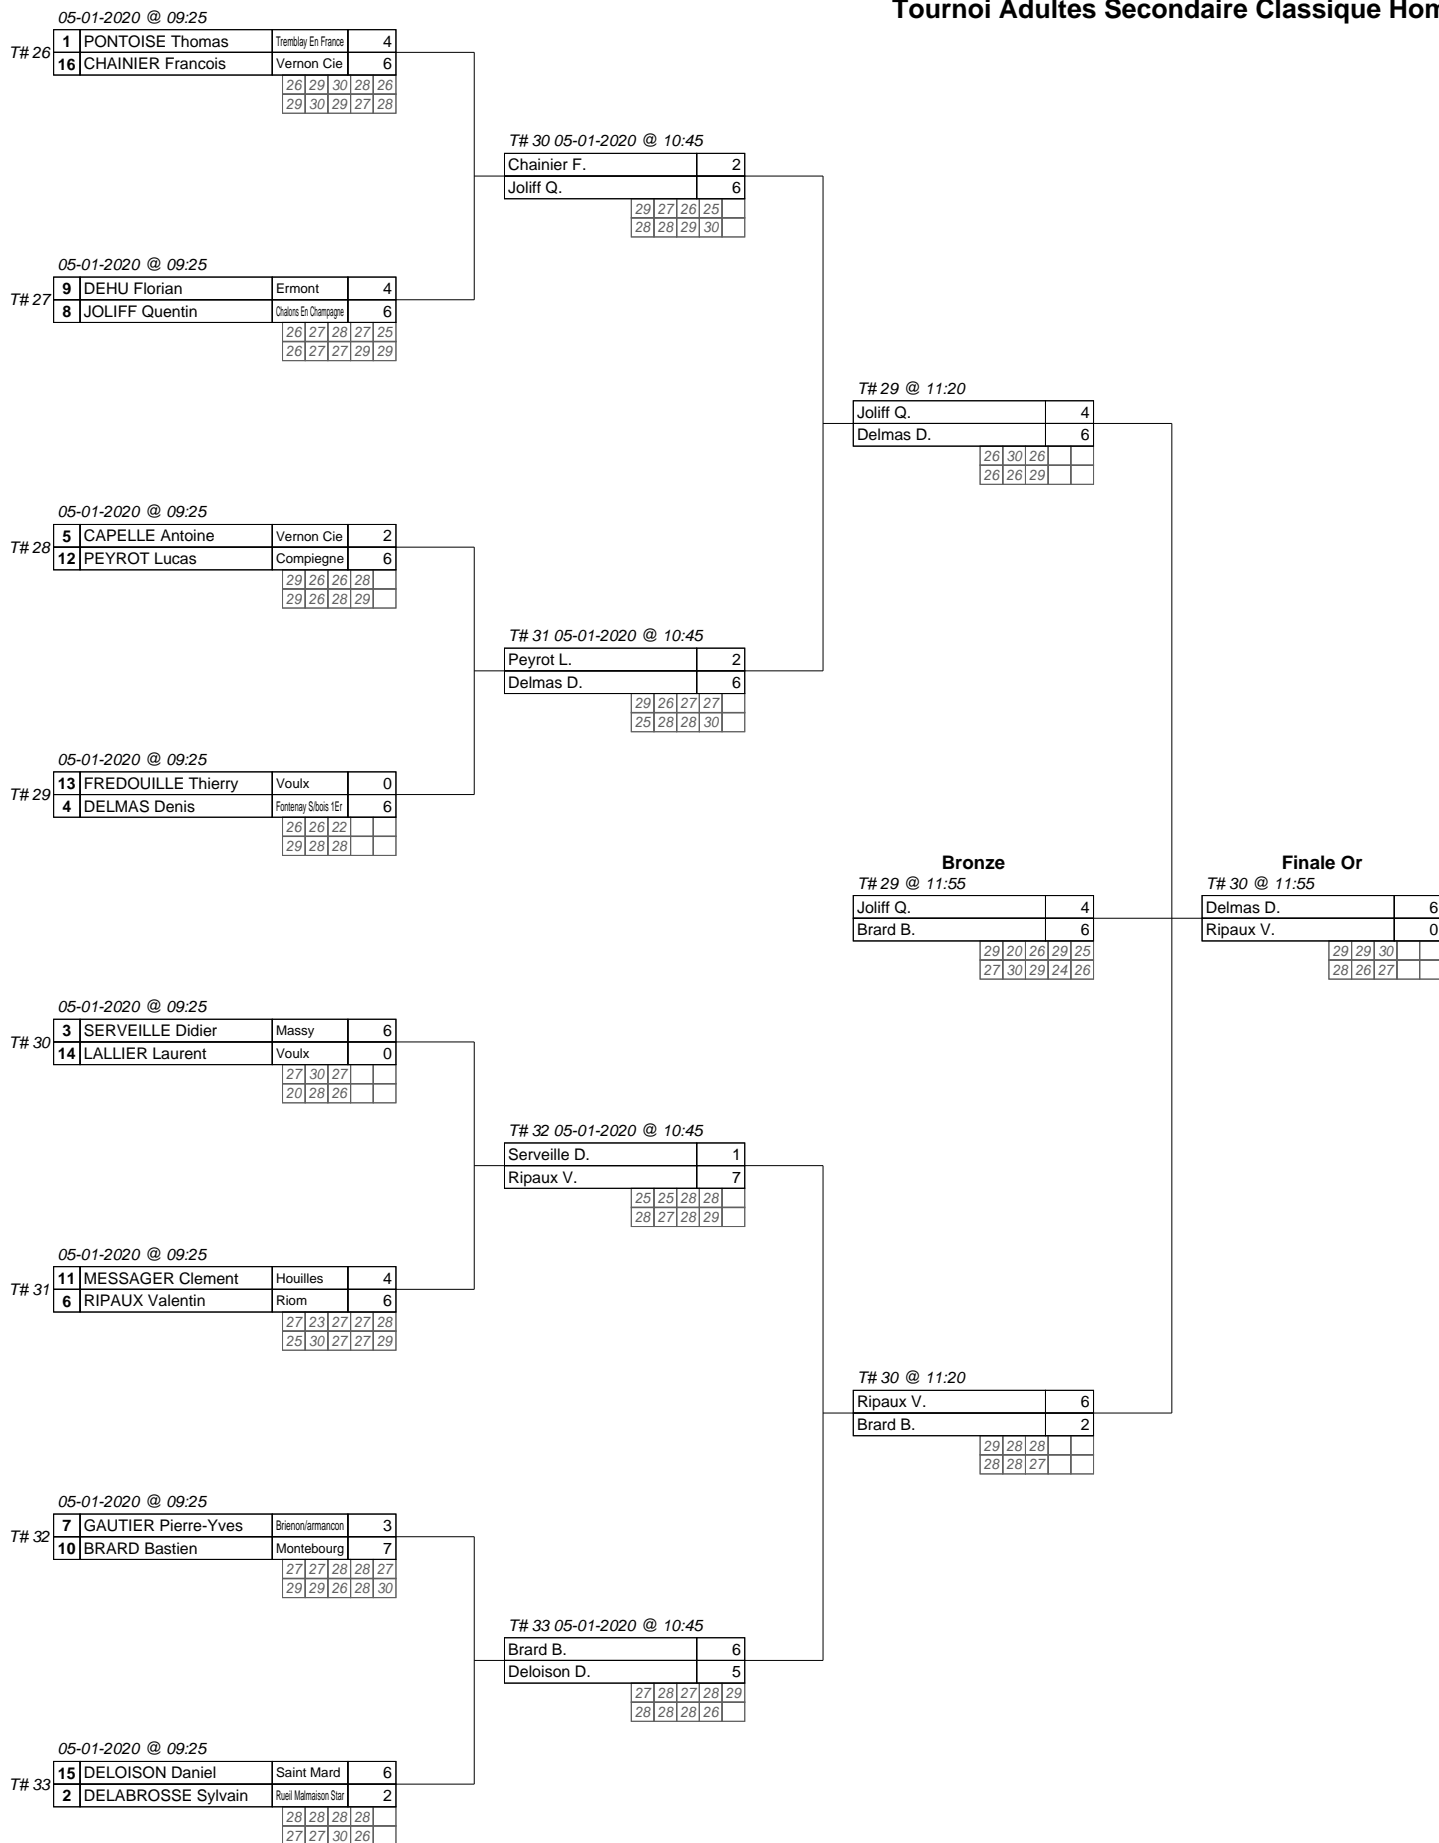 Tournoi Adultes Secondaire Classique Hom
05-01-2020 @ 09:25
T# 26
1 PONTOISE Thomas Tremblay En France 4
16 CHAINIER Francois Vernon Cie 6
26 29 30 28 26
29 30 29 27 28
T# 30 05-01-2020 @ 10:45
Chainier F. 2
Joliff Q. 6
29 27 26 25
28 28 29 30
05-01-2020 @ 09:25
T# 27
9 DEHU Florian Ermont 4
8 JOLIFF Quentin Chalons En Champagne 6
26 27 28 27 25
26 27 27 29 29
T# 29 @ 11:20
Joliff Q. 4
Delmas D. 6
26 30 26
26 26 29
05-01-2020 @ 09:25
T# 28
5 CAPELLE Antoine Vernon Cie 2
12 PEYROT Lucas Compiegne 6
29 26 26 28
29 26 28 29
T# 31 05-01-2020 @ 10:45
Peyrot L. 2
Delmas D. 6
29 26 27 27
25 28 28 30
05-01-2020 @ 09:25
T# 29
13 FREDOUILLE Thierry Voulx 0
4 DELMAS Denis Fontenay S/bois 1Er 6
26 26 22
29 28 28
Bronze
T# 29 @ 11:55
Joliff Q. 4
Brard B. 6
29 20 26 29 25
27 30 29 24 26
Finale Or
T# 30 @ 11:55
Delmas D. 6
Ripaux V. 0
29 29 30
28 26 27
05-01-2020 @ 09:25
T# 30
3 SERVEILLE Didier Massy 6
14 LALLIER Laurent Voulx 0
27 30 27
20 28 26
T# 32 05-01-2020 @ 10:45
Serveille D. 1
Ripaux V. 7
25 25 28 28
28 27 28 29
05-01-2020 @ 09:25
T# 31
11 MESSAGER Clement Houilles 4
6 RIPAUX Valentin Riom 6
27 23 27 27 28
25 30 27 27 29
T# 30 @ 11:20
Ripaux V. 6
Brard B. 2
29 28 28
28 28 27
05-01-2020 @ 09:25
T# 32
7 GAUTIER Pierre-Yves Brienon/armancon 3
10 BRARD Bastien Montebourg 7
27 27 28 28 27
29 29 26 28 30
T# 33 05-01-2020 @ 10:45
Brard B. 6
Deloison D. 5
27 28 27 28 29
28 28 28 26
05-01-2020 @ 09:25
T# 33
15 DELOISON Daniel Saint Mard 6
2 DELABROSSE Sylvain Rueil Malmaison Star 2
28 28 28 28
27 27 30 26